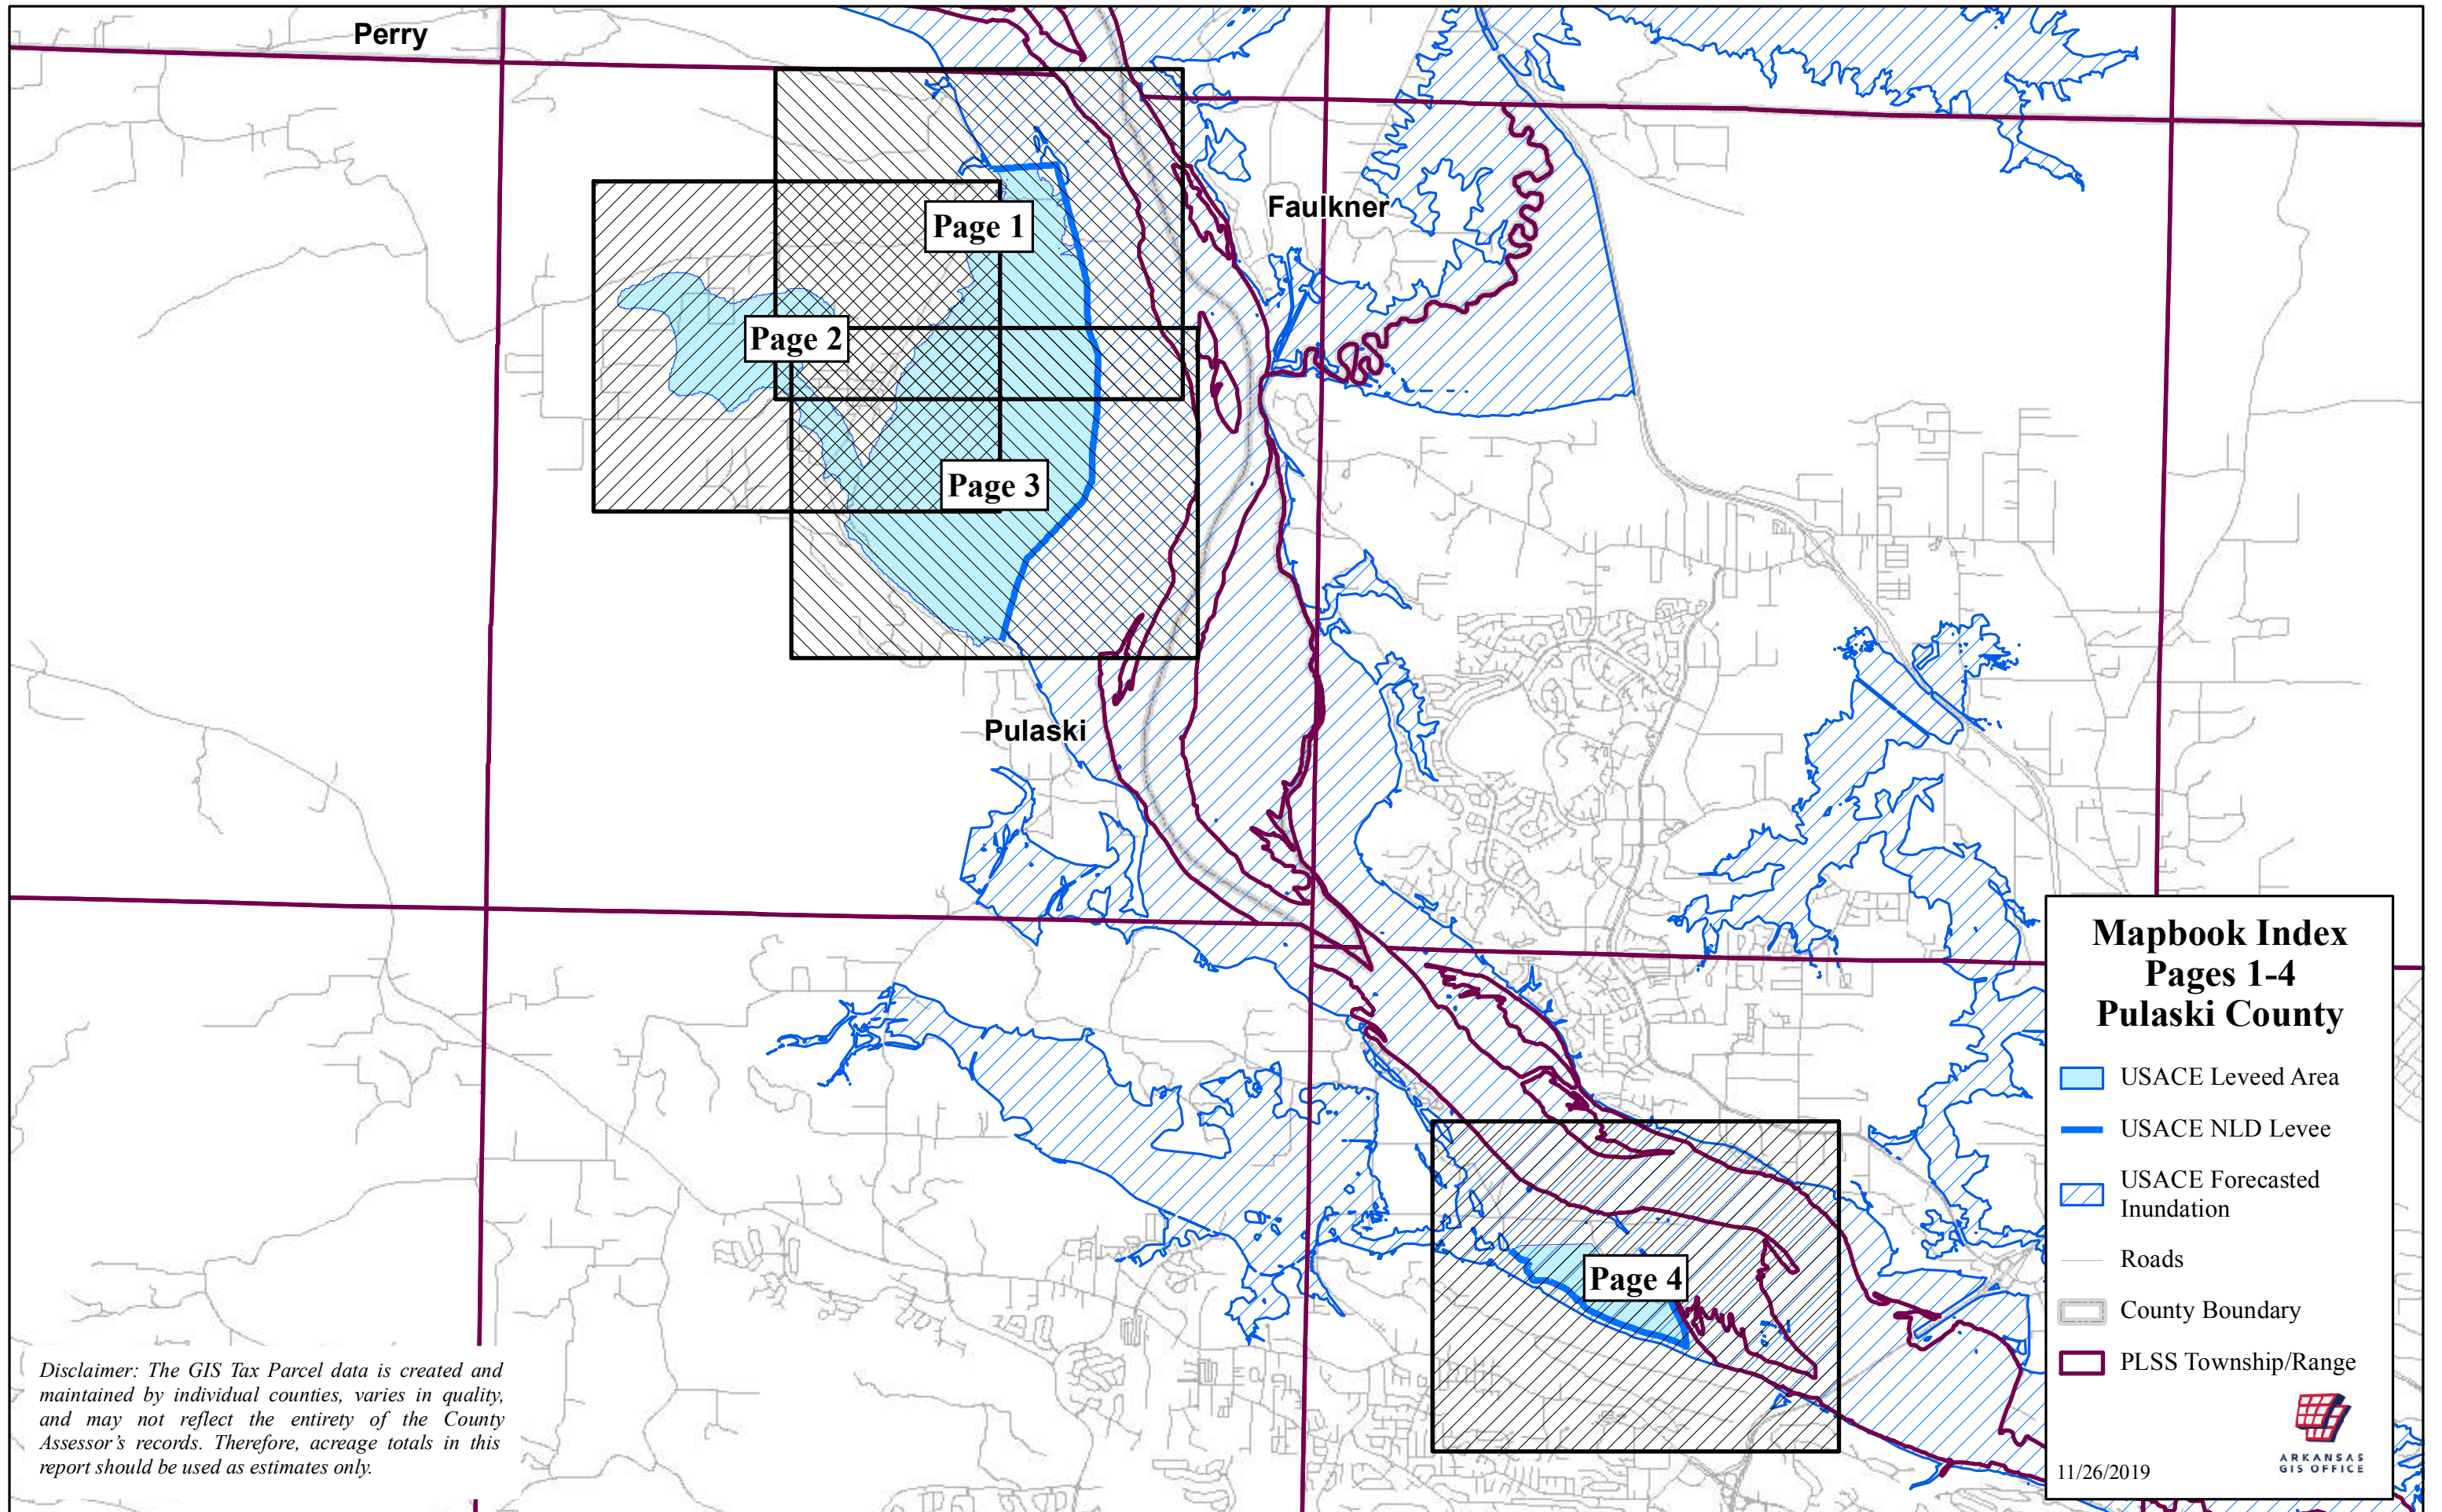 Perry
Faulkner
Page 1
Page 2
Page 3
Pulaski
Page 4
Mapbook Index
Pages 1-4
Pulaski County
USACE Leveed Area
USACE NLD Levee
USACE Forecasted
Inundation
Roads
County Boundary
PLSS Township/Range
11/26/2019
ARKANSAS
GIS OFFICE
Disclaimer: The GIS Tax Parcel data is created and
maintained by individual counties, varies in quality,
and may not reflect the entirety of the County
Assessor's records. Therefore, acreage totals in this
report should be used as estimates only.